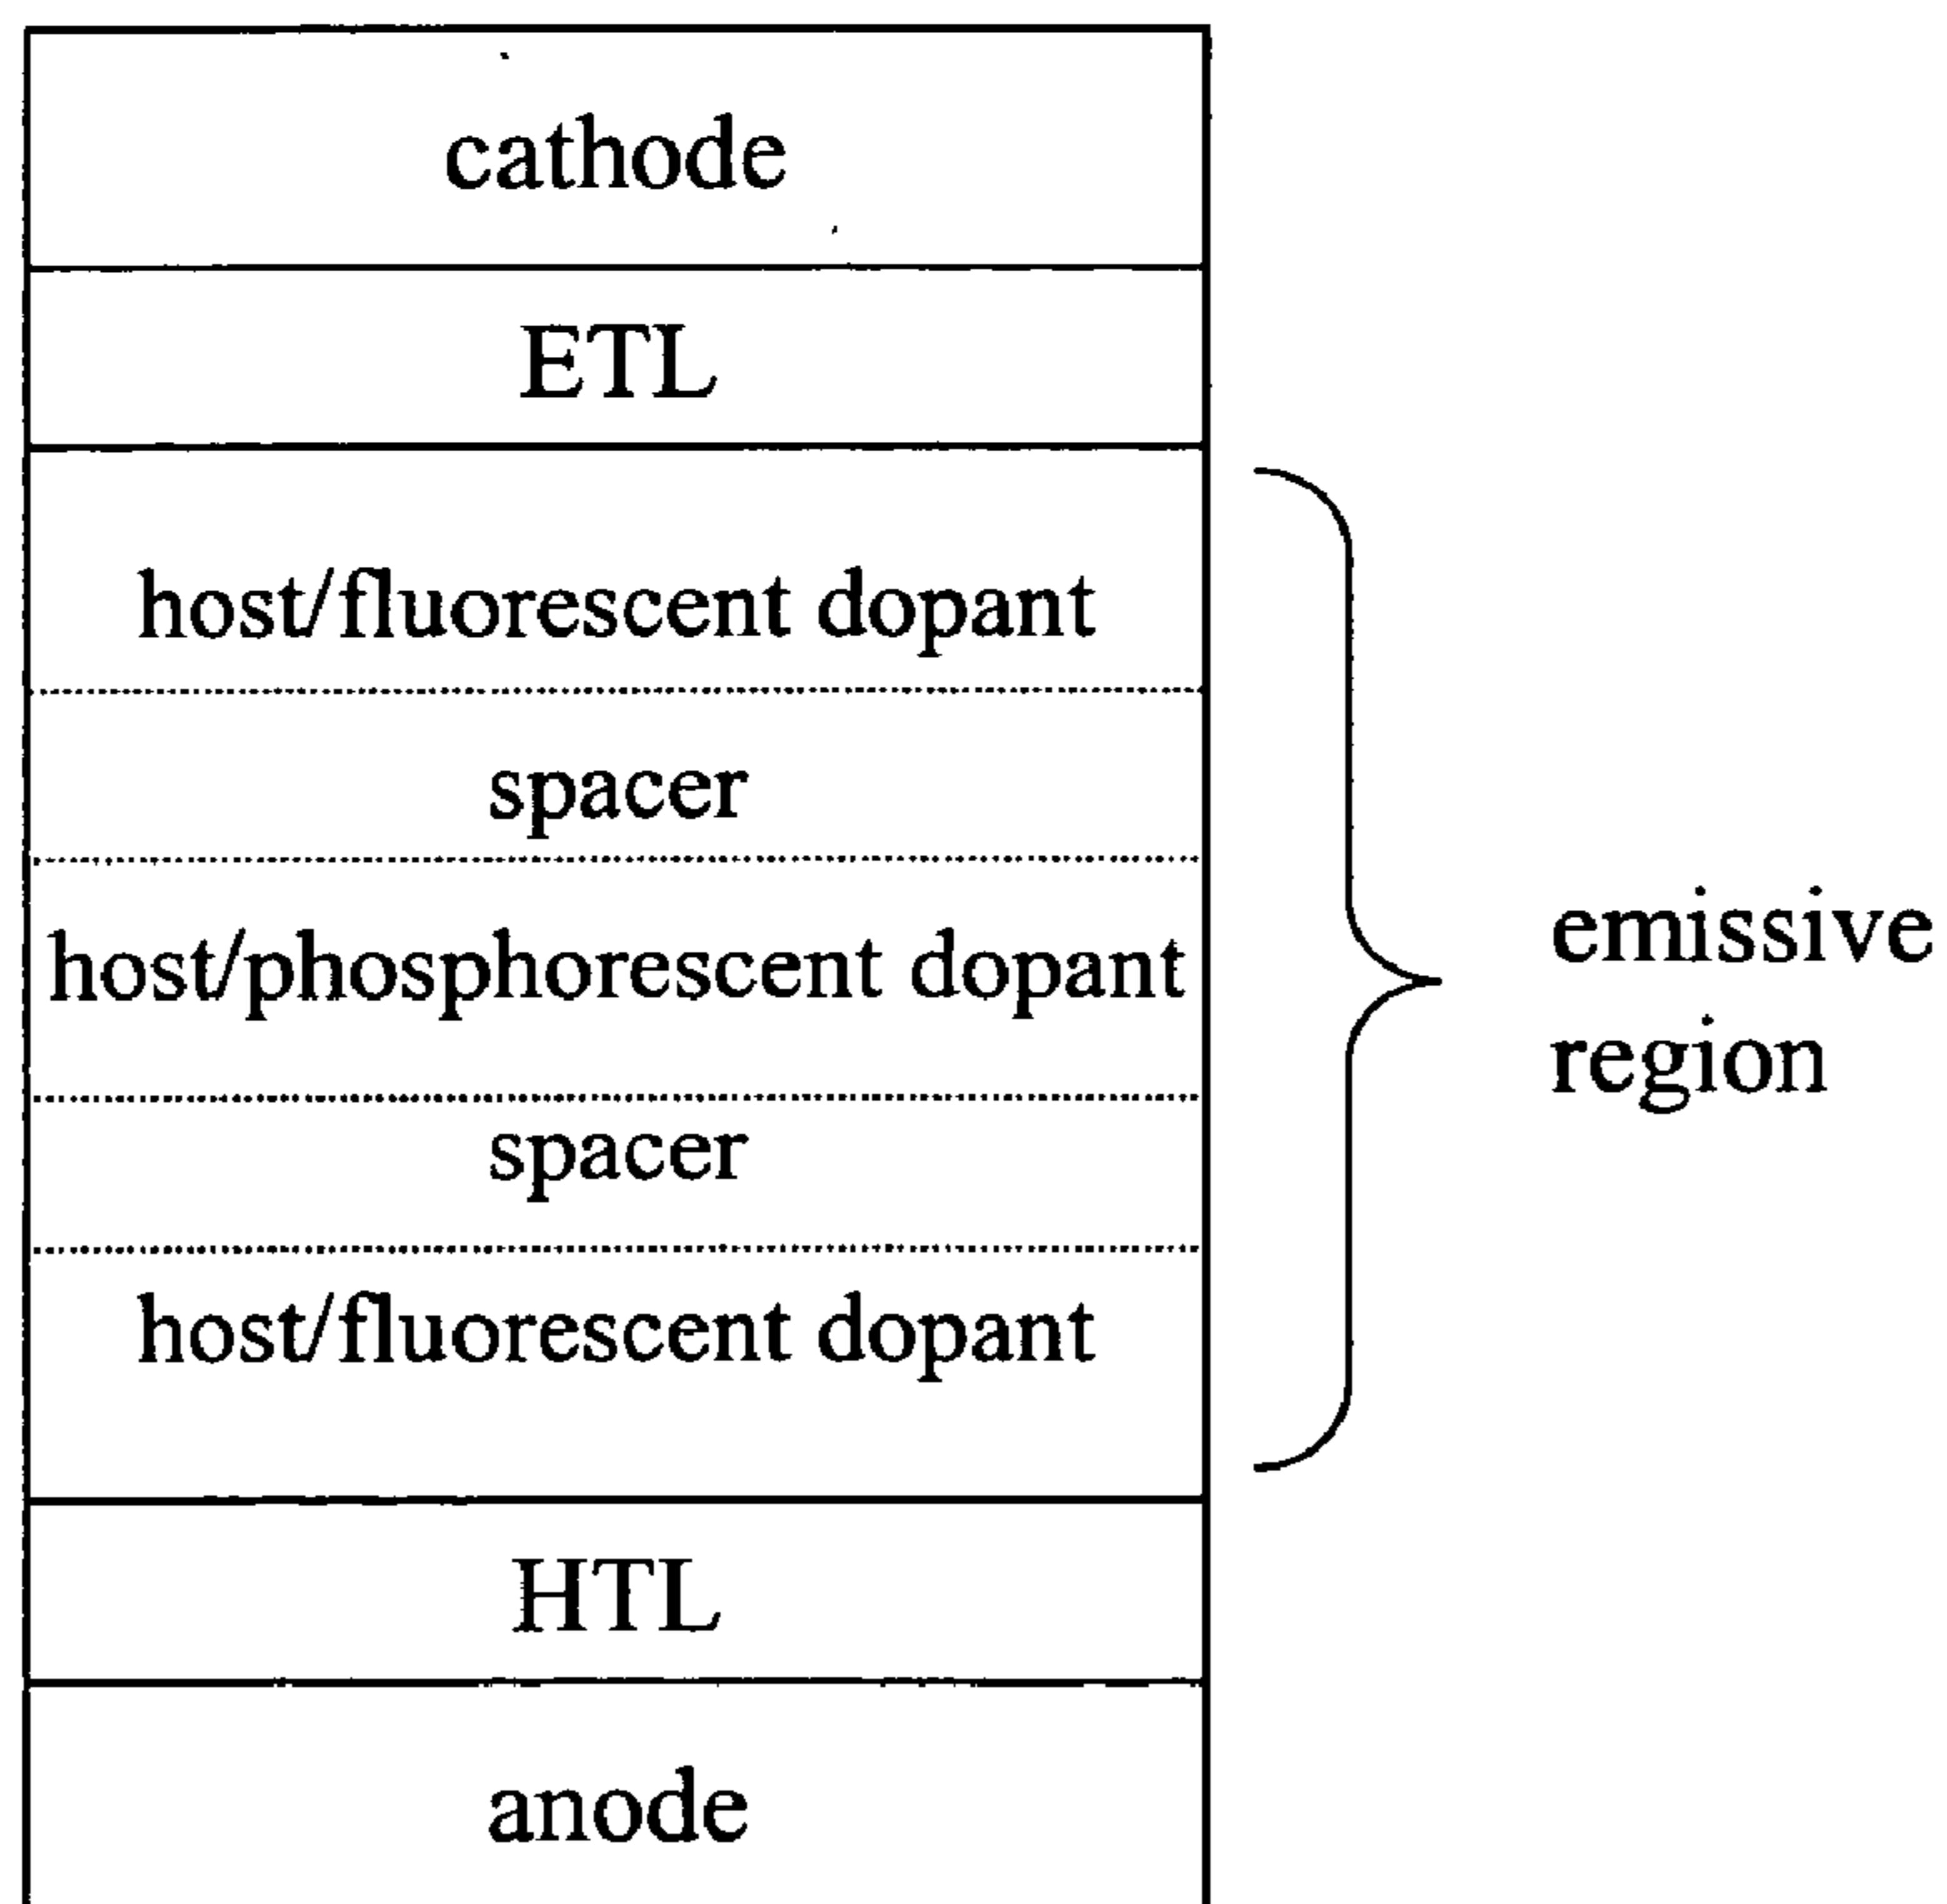 cathode
ETL
host/fluorescent dopant
spacer
host/phosphorescent dopant
spacer
host/fluorescent dopant
HTL
anode
emissive
region